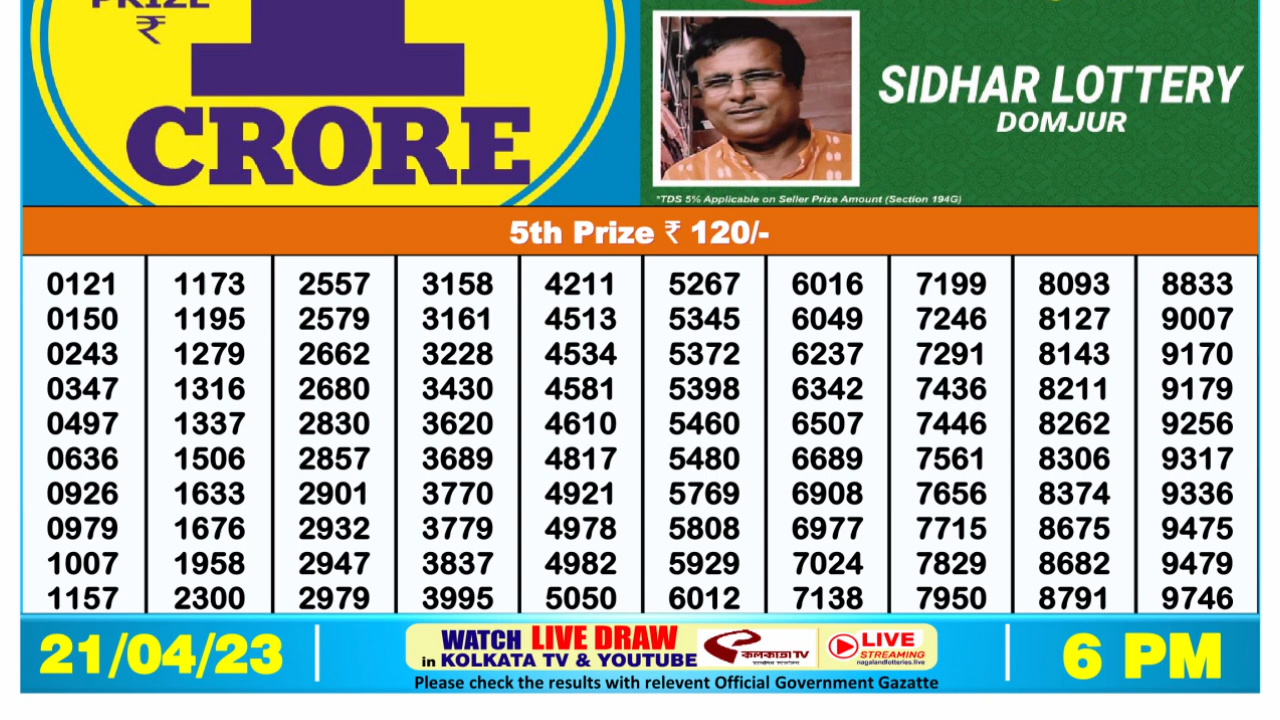 PRIZE
₹
1
CRORE
SIDHAR LOTTERY
DOMJUR
*TDS 5% Applicable on Seller Prize Amount (Section 194G)
5th Prize ₹ 120/-
0121 1173 2557 3158 4211 5267 6016 7199 8093 8833
0150 1195 2579 3161 4513 5345 6049 7246 8127 9007
0243 1279 2662 3228 4534 5372 6237 7291 8143 9170
0347 1316 2680 3430 4581 5398 6342 7436 8211 9179
0497 1337 2830 3620 4610 5460 6507 7446 8262 9256
0636 1506 2857 3689 4817 5480 6689 7561 8306 9317
0926 1633 2901 3770 4921 5769 6908 7656 8374 9336
0979 1676 2932 3779 4978 5808 6977 7715 8675 9475
1007 1958 2947 3837 4982 5929 7024 7829 8682 9479
1157 2300 2979 3995 5050 6012 7138 7950 8791 9746
21/04/23
WATCH LIVE DRAW
in KOLKATA TV & YOUTUBE
কলকাতা TV
LIVE
STREAMING
nagalandlotteries.live
Please check the results with relevent Official Government Gazatte
6 PM